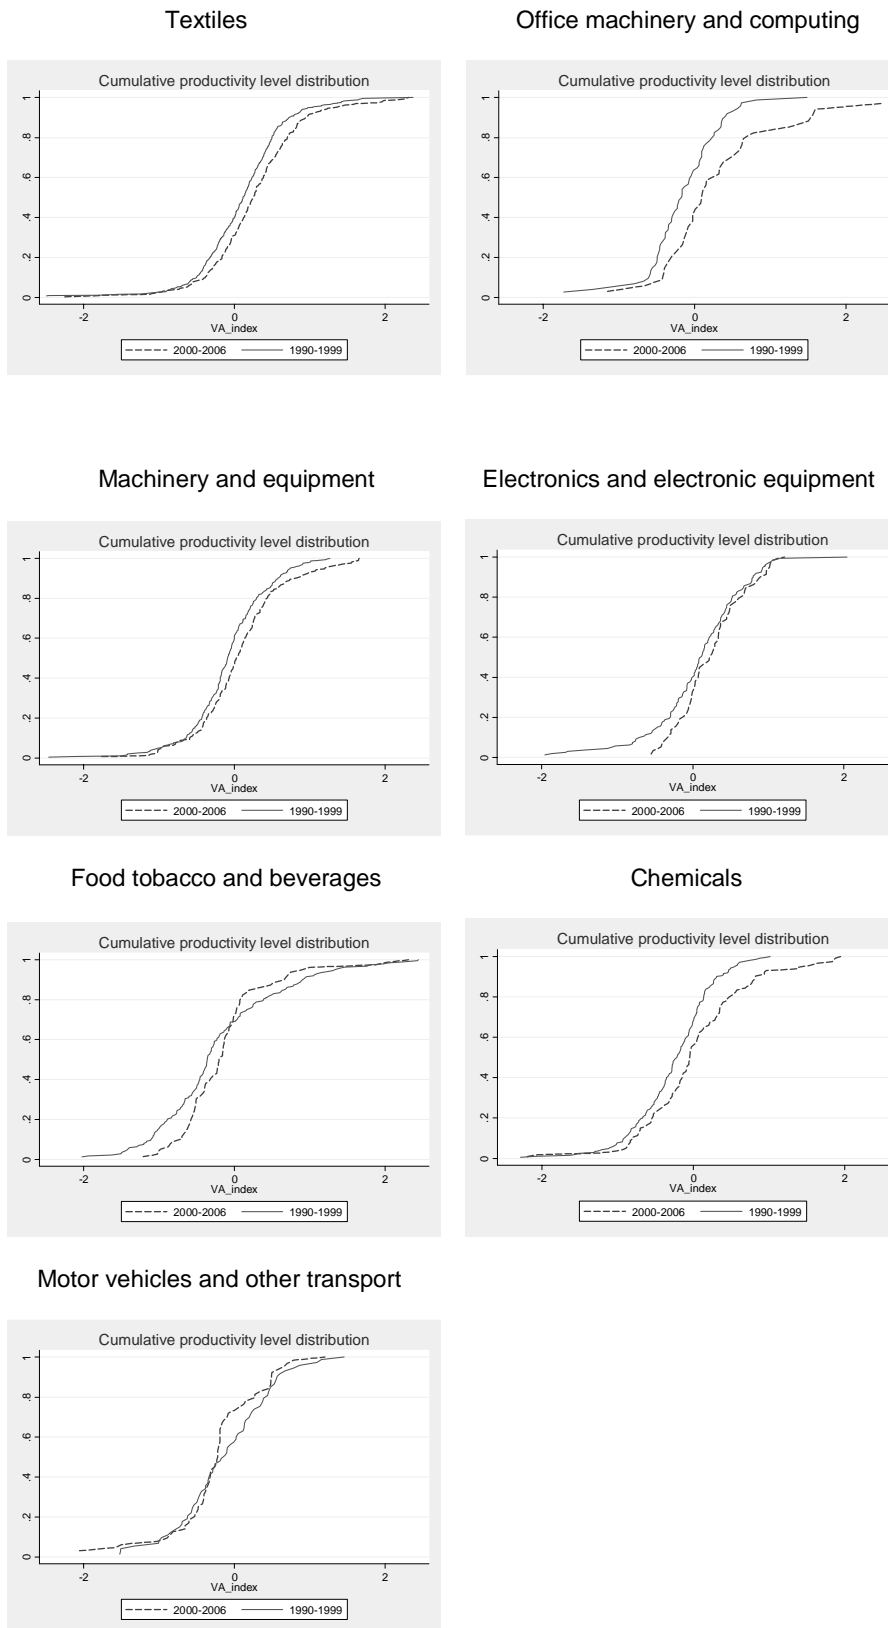 Textiles
Cumulative productivity level distribution
1
.8
.6
.4
.2
0
-2 0 2
VA_index
2000-2006 1990-1999
Office machinery and computing
Cumulative productivity level distribution
1
.8
.6
.4
.2
0
-2 0 2
VA_index
2000-2006 1990-1999
Machinery and equipment
Cumulative productivity level distribution
1
.8
.6
.4
.2
0
-2 0 2
VA_index
2000-2006 1990-1999
Electronics and electronic equipment
Cumulative productivity level distribution
1
.8
.6
.4
.2
0
-2 0 2
VA_index
2000-2006 1990-1999
Food tobacco and beverages
Cumulative productivity level distribution
1
.8
.6
.4
.2
0
-2 0 2
VA_index
2000-2006 1990-1999
Chemicals
Cumulative productivity level distribution
1
.8
.6
.4
.2
0
-2 0 2
VA_index
2000-2006 1990-1999
Motor vehicles and other transport
Cumulative productivity level distribution
1
.8
.6
.4
.2
0
-2 0 2
VA_index
2000-2006 1990-1999